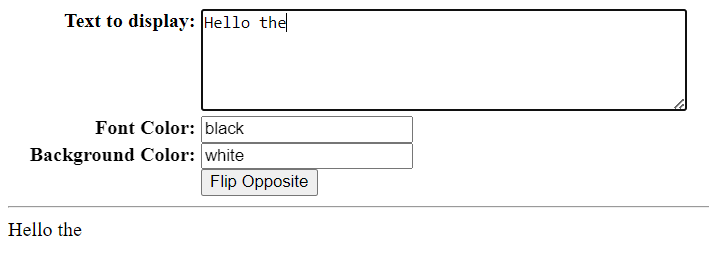 Text to display: Hello the
Font Color: black
Background Color: white
Flip Opposite
Hello the